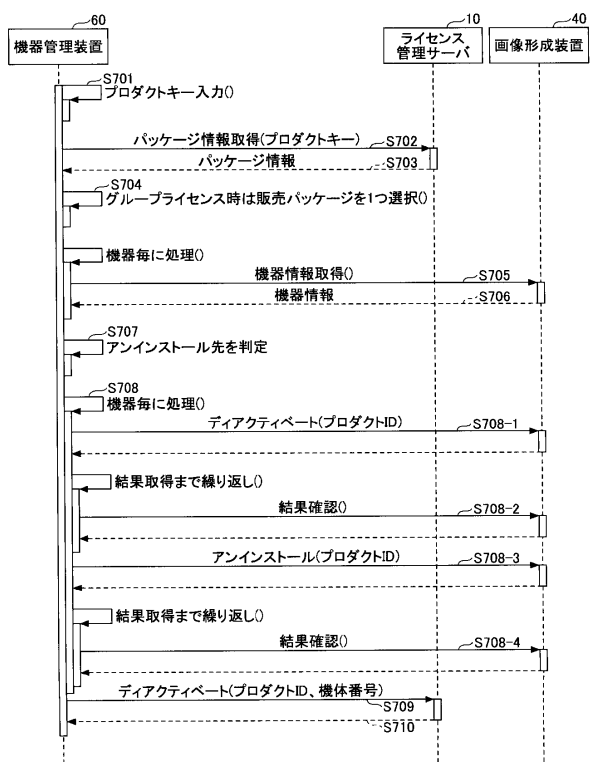 60
機器管理装置
10
ライセンス
管理サーバ
40
画像形成装置
S701
プロダクトキー入力()
パッケージ情報取得(プロダクトキー)
S702
パッケージ情報
S703
S704
グループライセンス時は販売パッケージを1つ選択()
機器毎に処理()
機器情報取得()
S705
機器情報
S706
S707
アンインストール先を判定
S708
機器毎に処理()
ディアクティベート(プロダクトID)
S708-1
結果取得まで繰り返し()
結果確認()
S708-2
アンインストール(プロダクトID)
S708-3
結果取得まで繰り返し()
結果確認()
S708-4
ディアクティベート(プロダクトID、機体番号)
S709
S710